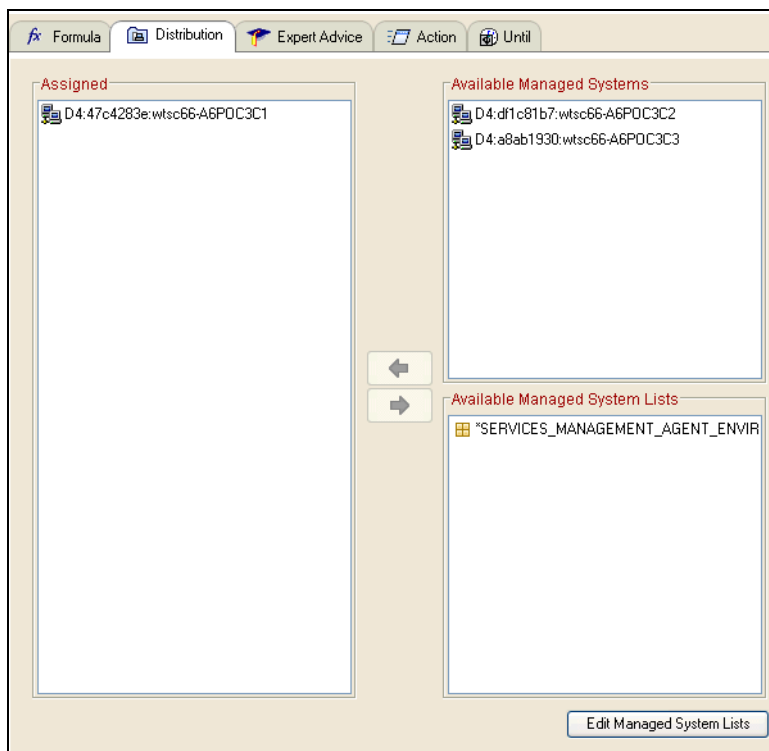 fx Formula Distribution Expert Advice Action Until
Assigned
D4:47c4283e:wtsc66-A6POC3C1
Available Managed Systems
D4:df1c81b7:wtsc66-A6POC3C2
D4:a8ab1930:wtsc66-A6POC3C3
Available Managed System Lists
*SERVICES_MANAGEMENT_AGENT_ENVIR
Edit Managed System Lists